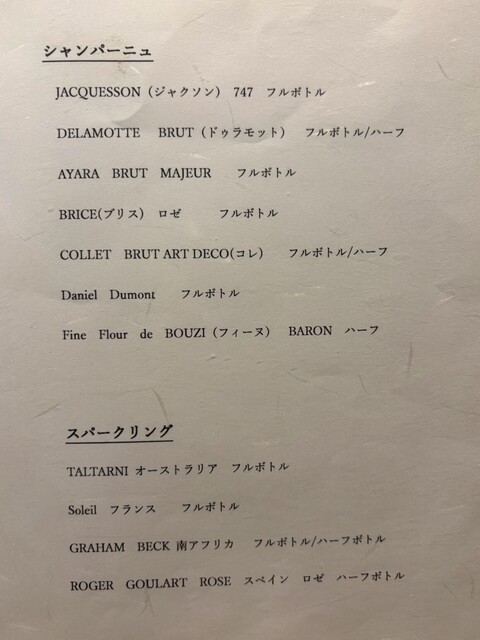 シャンパーニュ
JACQUESSON（ジャクソン） 747 フルボトル
DELAMOTTE BRUT（ドゥラモット） フルボトル/ハーフ
AYARA BRUT MAJEUR フルボトル
BRICE(ブリス) ロゼ フルボトル
COLLET BRUT ART DECO(コレ) フルボトル/ハーフ
Daniel Dumont フルボトル
Fine Flour de BOUZI（フィーヌ） BARON ハーフ
スパークリング
TALTARNI オーストラリア フルボトル
Soleil フランス フルボトル
GRAHAM BECK 南アフリカ フルボトル/ハーフボトル
ROGER GOULART ROSE スペイン ロゼ ハーフボトル